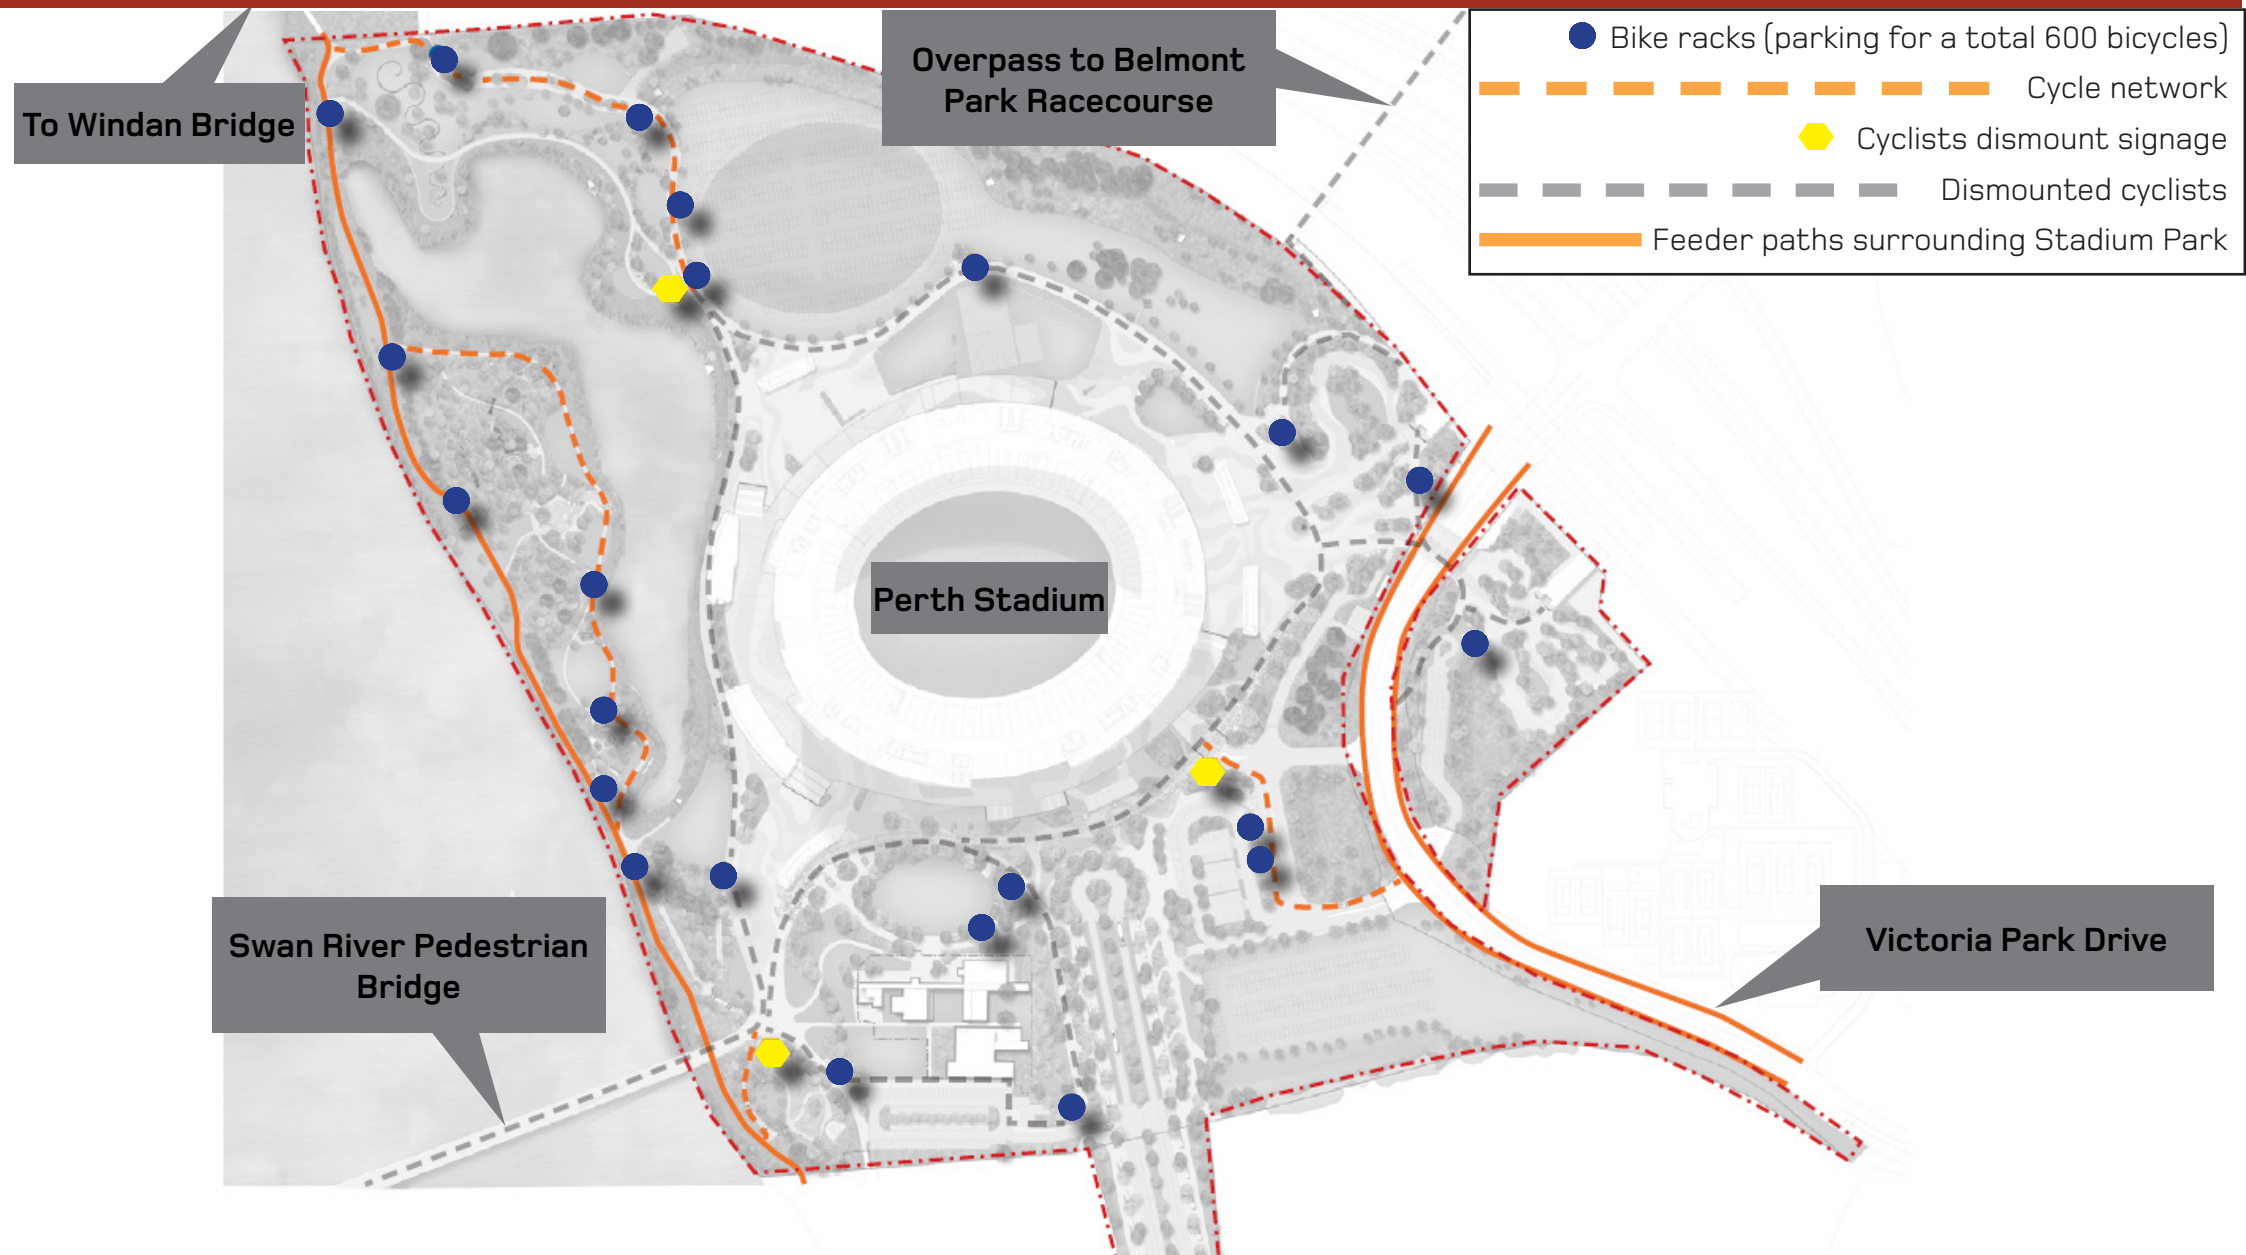 To Windan Bridge
Overpass to Belmont
Park Racecourse
Bike racks (parking for a total 600 bicycles)
Cycle network
Cyclists dismount signage
Dismounted cyclists
Feeder paths surrounding Stadium Park
Perth Stadium
Swan River Pedestrian
Bridge
Victoria Park Drive